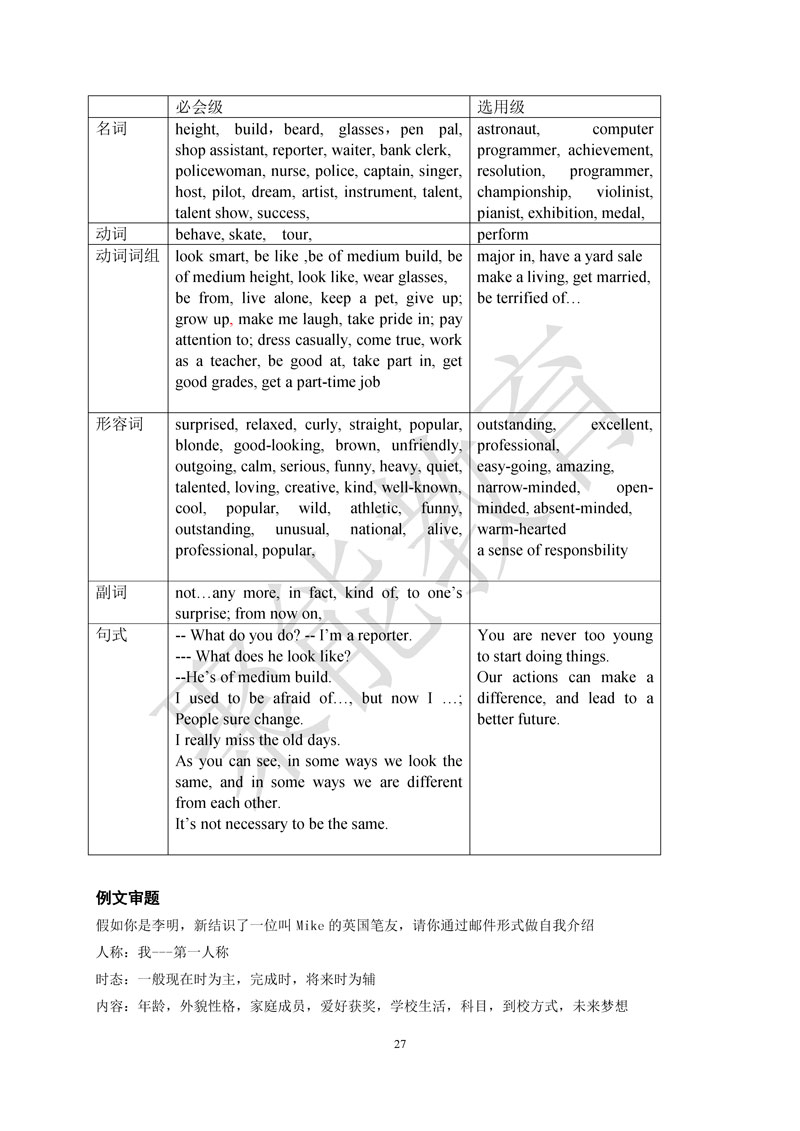 必会级 选用级
名词 height, build，beard, glasses，pen pal, astronaut, computer
shop assistant, reporter, waiter, bank clerk, programmer, achievement,
policewoman, nurse, police, captain, singer, resolution, programmer,
host, pilot, dream, artist, instrument, talent, championship, violinist,
talent show, success, pianist, exhibition, medal,
动词 behave, skate, tour, perform
动词词组 look smart, be like ,be of medium build, be major in, have a yard sale
of medium height, look like, wear glasses, make a living, get married,
be from, live alone, keep a pet, give up; be terrified of…
grow up, make me laugh, take pride in; pay
attention to; dress casually, come true, work
as a teacher, be good at, take part in, get
good grades, get a part-time job
形容词 surprised, relaxed, curly, straight, popular, outstanding, excellent,
blonde, good-looking, brown, unfriendly, professional,
outgoing, calm, serious, funny, heavy, quiet, easy-going, amazing,
talented, loving, creative, kind, well-known, narrow-minded, open-
cool, popular, wild, athletic, funny, minded, absent-minded,
outstanding, unusual, national, alive, warm-hearted
professional, popular, a sense of responsbility
副词 not…any more, in fact, kind of, to one’s
surprise; from now on,
句式 -- What do you do? -- I’m a reporter. You are never too young
--- What does he look like? to start doing things.
--He’s of medium build. Our actions can make a
I used to be afraid of…, but now I …; difference, and lead to a
People sure change. better future.
I really miss the old days.
As you can see, in some ways we look the
same, and in some ways we are different
from each other.
It’s not necessary to be the same.
聚能教育
例文审题
假如你是李明，新结识了一位叫 Mike 的英国笔友，请你通过邮件形式做自我介绍
人称：我---第一人称
时态：一般现在时为主，完成时，将来时为辅
内容：年龄，外貌性格，家庭成员，爱好获奖，学校生活，科目，到校方式，未来梦想
27